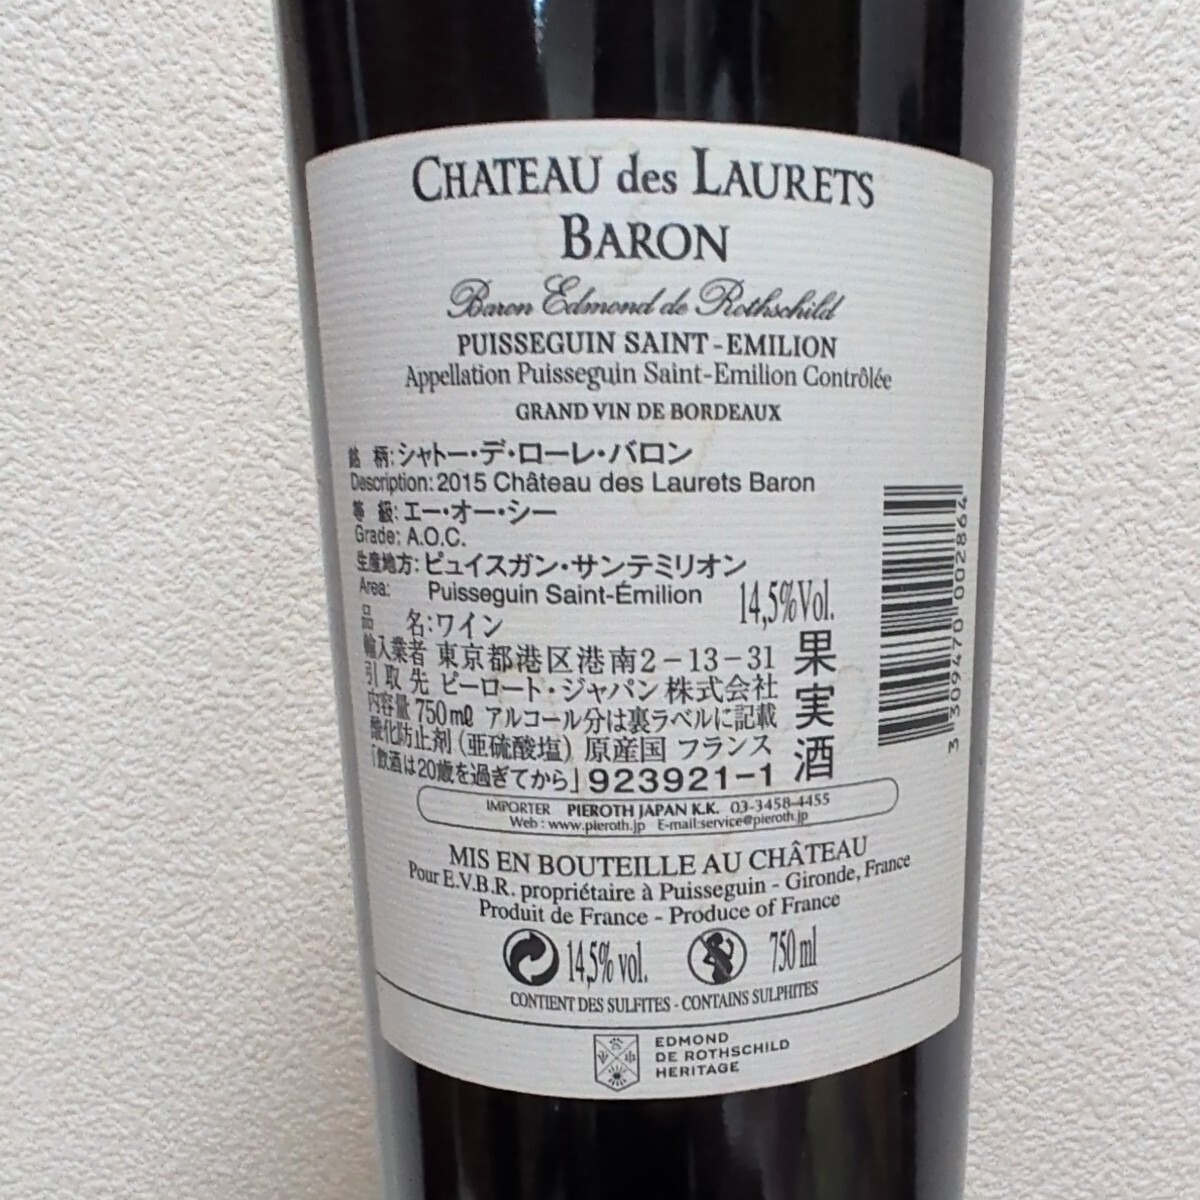 CHATEAU des LAURETS
BARON
Baron Edmond de Rothschild
PUISSEGUIN SAINT-EMILION
Appellation Puisseguin Saint-Emilion Contrôlée
GRAND VIN DE BORDEAUX
銘 柄:シャトー・デ・ローレ・バロン
Description: 2015 Château des Laurets Baron
等 級:エー・オー・シー
Grade: A.O.C.
生産地方:ピュイスガン・サンテミリオン
Area: Puisseguin Saint-Émilion
14,5%Vol.
品 名:ワイン
輸入業者 東京都港区港南2-13-31
引取先 ピーロート・ジャパン株式会社
内容量 750mℓ アルコール分は裏ラベルに記載
酸化防止剤(亜硫酸塩) 原産国 フランス
「飲酒は20歳を過ぎてから」923921-1
果実酒
3 309470 002864
IMPORTER PIEROTH JAPAN K.K. 03-3458-4455
Web : www.pieroth.jp E-mail:service@pieroth.jp
MIS EN BOUTEILLE AU CHÂTEAU
Pour E.V.B.R. propriétaire à Puisseguin - Gironde, France
Produit de France - Produce of France
14,5% vol. 750 ml
CONTIENT DES SULFITES - CONTAINS SULPHITES
EDMOND
DE ROTHSCHILD
HERITAGE